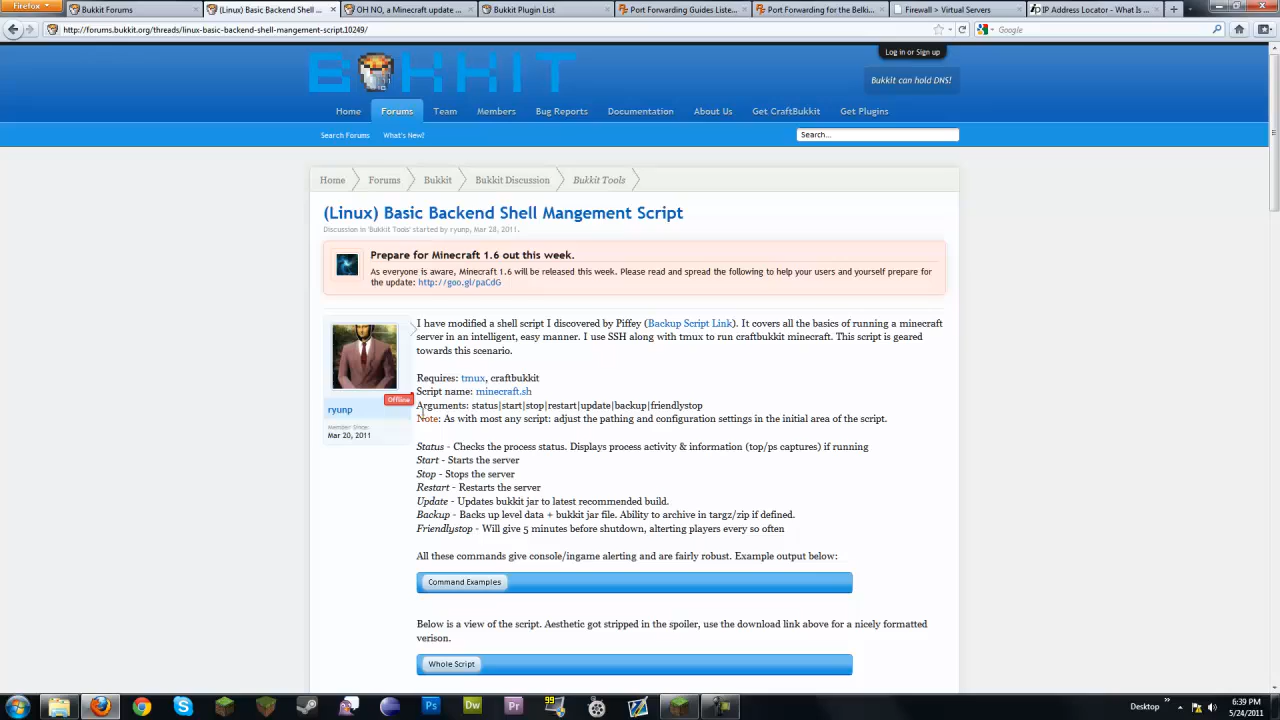 Firefox
Bukkit Forums
(Linux) Basic Backend Shell ...
OH NO, a Minecraft update ...
Bukkit Plugin List
Port Forwarding Guides Liste...
Port Forwarding for the Belki...
Firewall > Virtual Servers
IP Address Locator - What Is ...
http://forums.bukkit.org/threads/linux-basic-backend-shell-mangement-script.10249/
Google
Log in or Sign up
BUKKIT
Bukkit can hold DNS!
Home
Forums
Team
Members
Bug Reports
Documentation
About Us
Get CraftBukkit
Get Plugins
Search Forums
What's New?
Search...
Home
Forums
Bukkit
Bukkit Discussion
Bukkit Tools
(Linux) Basic Backend Shell Mangement Script
Discussion in 'Bukkit Tools' started by ryunp, Mar 28, 2011.
Prepare for Minecraft 1.6 out this week.
As everyone is aware, Minecraft 1.6 will be released this week. Please read and spread the following to help your users and yourself prepare for
the update: http://goo.gl/paCdG
Offline
ryunp
Member Since:
Mar 20, 2011
I have modified a shell script I discovered by Piffey (Backup Script Link). It covers all the basics of running a minecraft
server in an intelligent, easy manner. I use SSH along with tmux to run craftbukkit minecraft. This script is geared
towards this scenario.
Requires: tmux, craftbukkit
Script name: minecraft.sh
Arguments: status|start|stop|restart|update|backup|friendlystop
Note: As with most any script: adjust the pathing and configuration settings in the initial area of the script.
Status - Checks the process status. Displays process activity & information (top/ps captures) if running
Start - Starts the server
Stop - Stops the server
Restart - Restarts the server
Update - Updates bukkit jar to latest recommended build.
Backup - Backs up level data + bukkit jar file. Ability to archive in targz/zip if defined.
Friendlystop - Will give 5 minutes before shutdown, alterting players every so often
All these commands give console/ingame alerting and are fairly robust. Example output below:
Command Examples
Below is a view of the script. Aesthetic got stripped in the spoiler, use the download link above for a nicely formatted
verison.
Whole Script
Ps
Dw
Pr
99
Desktop
6:39 PM
5/24/2011